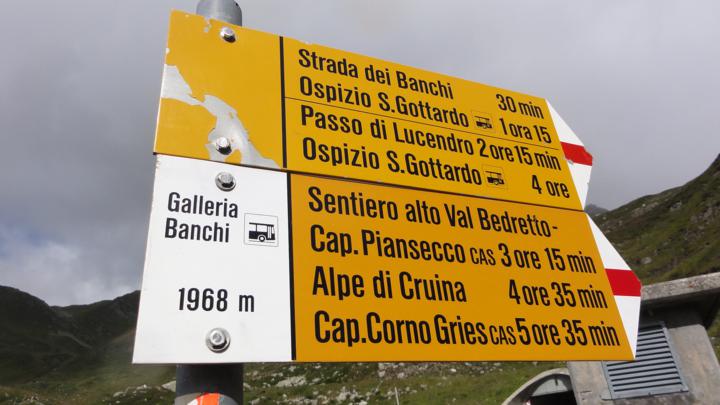 Strada dei Banchi 30 min
Ospizio S.Gottardo 1 ora 15
Passo di Lucendro 2 ore 15 min
Ospizio S.Gottardo 4 ore
Galleria
Banchi
1968 m
Sentiero alto Val Bedretto-
Cap. Piansecco CAS 3 ore 15 min
Alpe di Cruina 4 ore 35 min
Cap. Corno Gries CAS 5 ore 35 min